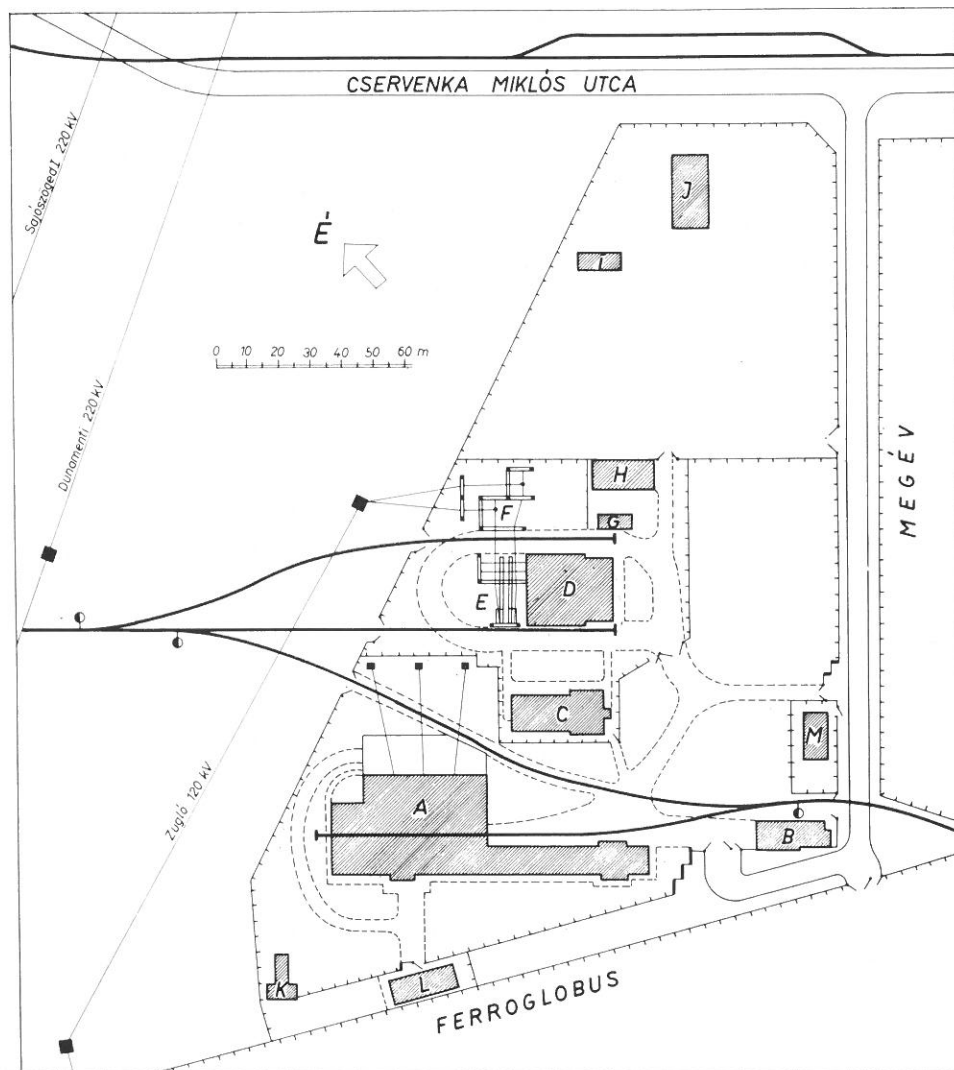 CSERVENKA MIKLÓS UTCA
Sajószöged I 220 kV
J
É
I
0 10 20 30 40 50 60 m
Dunamenti 220 kV
MEGÉV
H
F
G
D
E
C
M
Zugló 120 kV
A
B
K
L
FERROGLOBUS